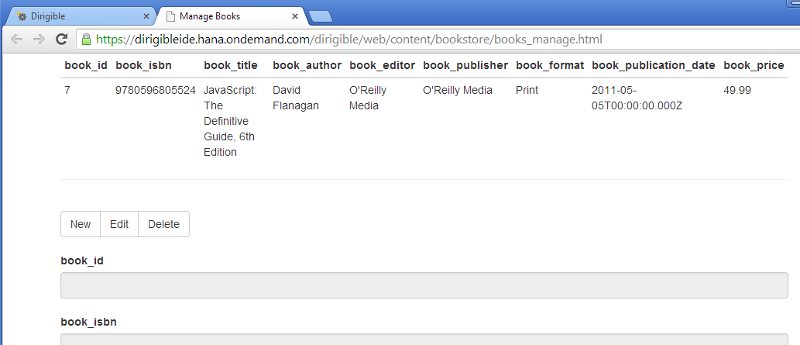 Dirigible Manage Books
https://dirigibleide.hana.ondemand.com/dirigible/web/content/bookstore/books_manage.html
book_id book_isbn book_title book_author book_editor book_publisher book_format book_publication_date book_price
7 9780596805524 JavaScript: David O'Reilly O'Reilly Media Print 2011-05- 49.99
The Flanagan Media 05T00:00:00.000Z
Definitive
Guide, 6th
Edition
New Edit Delete
book_id
book_isbn